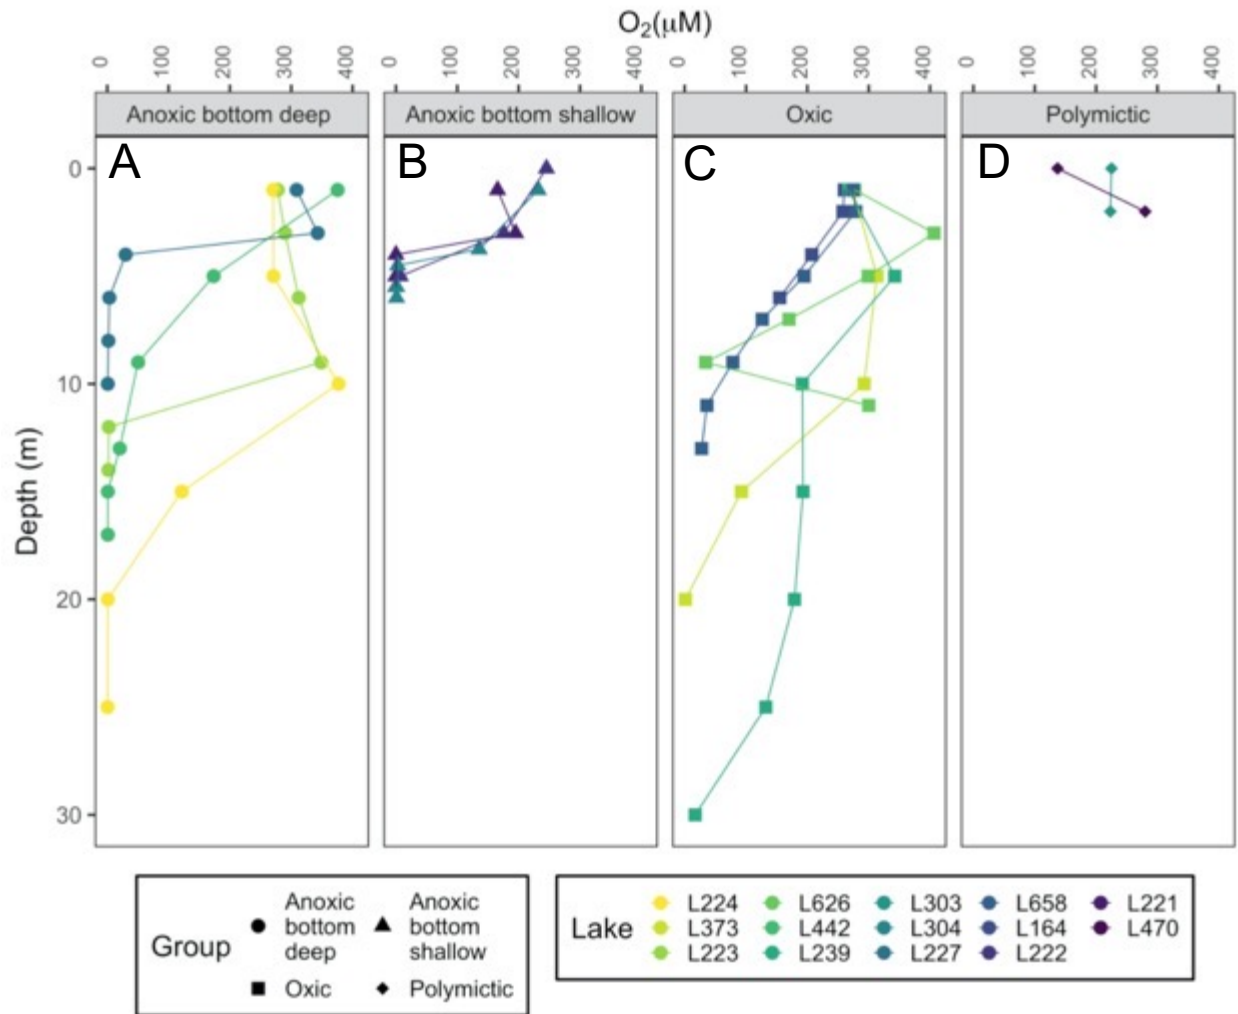 O₂(μM)
0 100 200 300 400 0 100 200 300 400 0 100 200 300 400 0 100 200 300 400
Anoxic bottom deep Anoxic bottom shallow Oxic Polymictic
A B C D
0
10
20
30
Depth (m)
Group
Anoxic bottom deep
Anoxic bottom shallow
Oxic
Polymictic
Lake
L224 L626 L303 L658 L221
L373 L442 L304 L164 L470
L223 L239 L227 L222